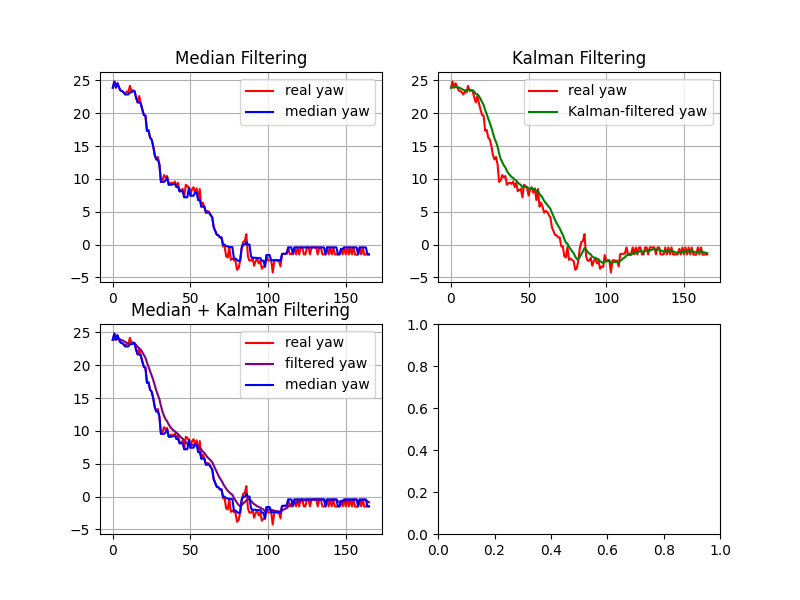 Median Filtering
25
20
15
10
5
0
−5
0 50 100 150
real yaw
median yaw
Kalman Filtering
25
20
15
10
5
0
−5
0 50 100 150
real yaw
Kalman-filtered yaw
Median + Kalman Filtering
25
20
15
10
5
0
−5
0 50 100 150
real yaw
filtered yaw
median yaw
1.0
0.8
0.6
0.4
0.2
0.0
0.0 0.2 0.4 0.6 0.8 1.0